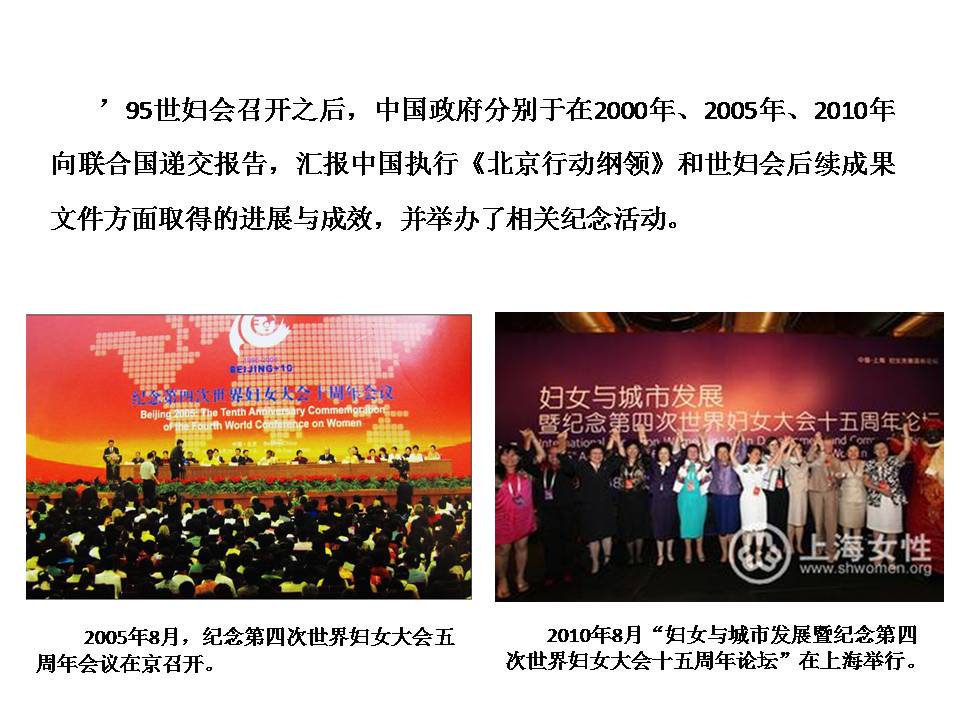 ’95世妇会召开之后，中国政府分别于在2000年、2005年、2010年
向联合国递交报告，汇报中国执行《北京行动纲领》和世妇会后续成果
文件方面取得的进展与成效，并举办了相关纪念活动。
BEIJING+10
纪念第四次世界妇女大会十周年会议
Beijing 2005: The Tenth Anniversary Commemoration
of the Fourth World Conference on Women
妇女与城市发展
暨纪念第四次世界妇女大会十五周年论坛
上海女性
www.shwomen.org
2005年8月，纪念第四次世界妇女大会五
周年会议在京召开。
2010年8月“妇女与城市发展暨纪念第四
次世界妇女大会十五周年论坛”在上海举行。